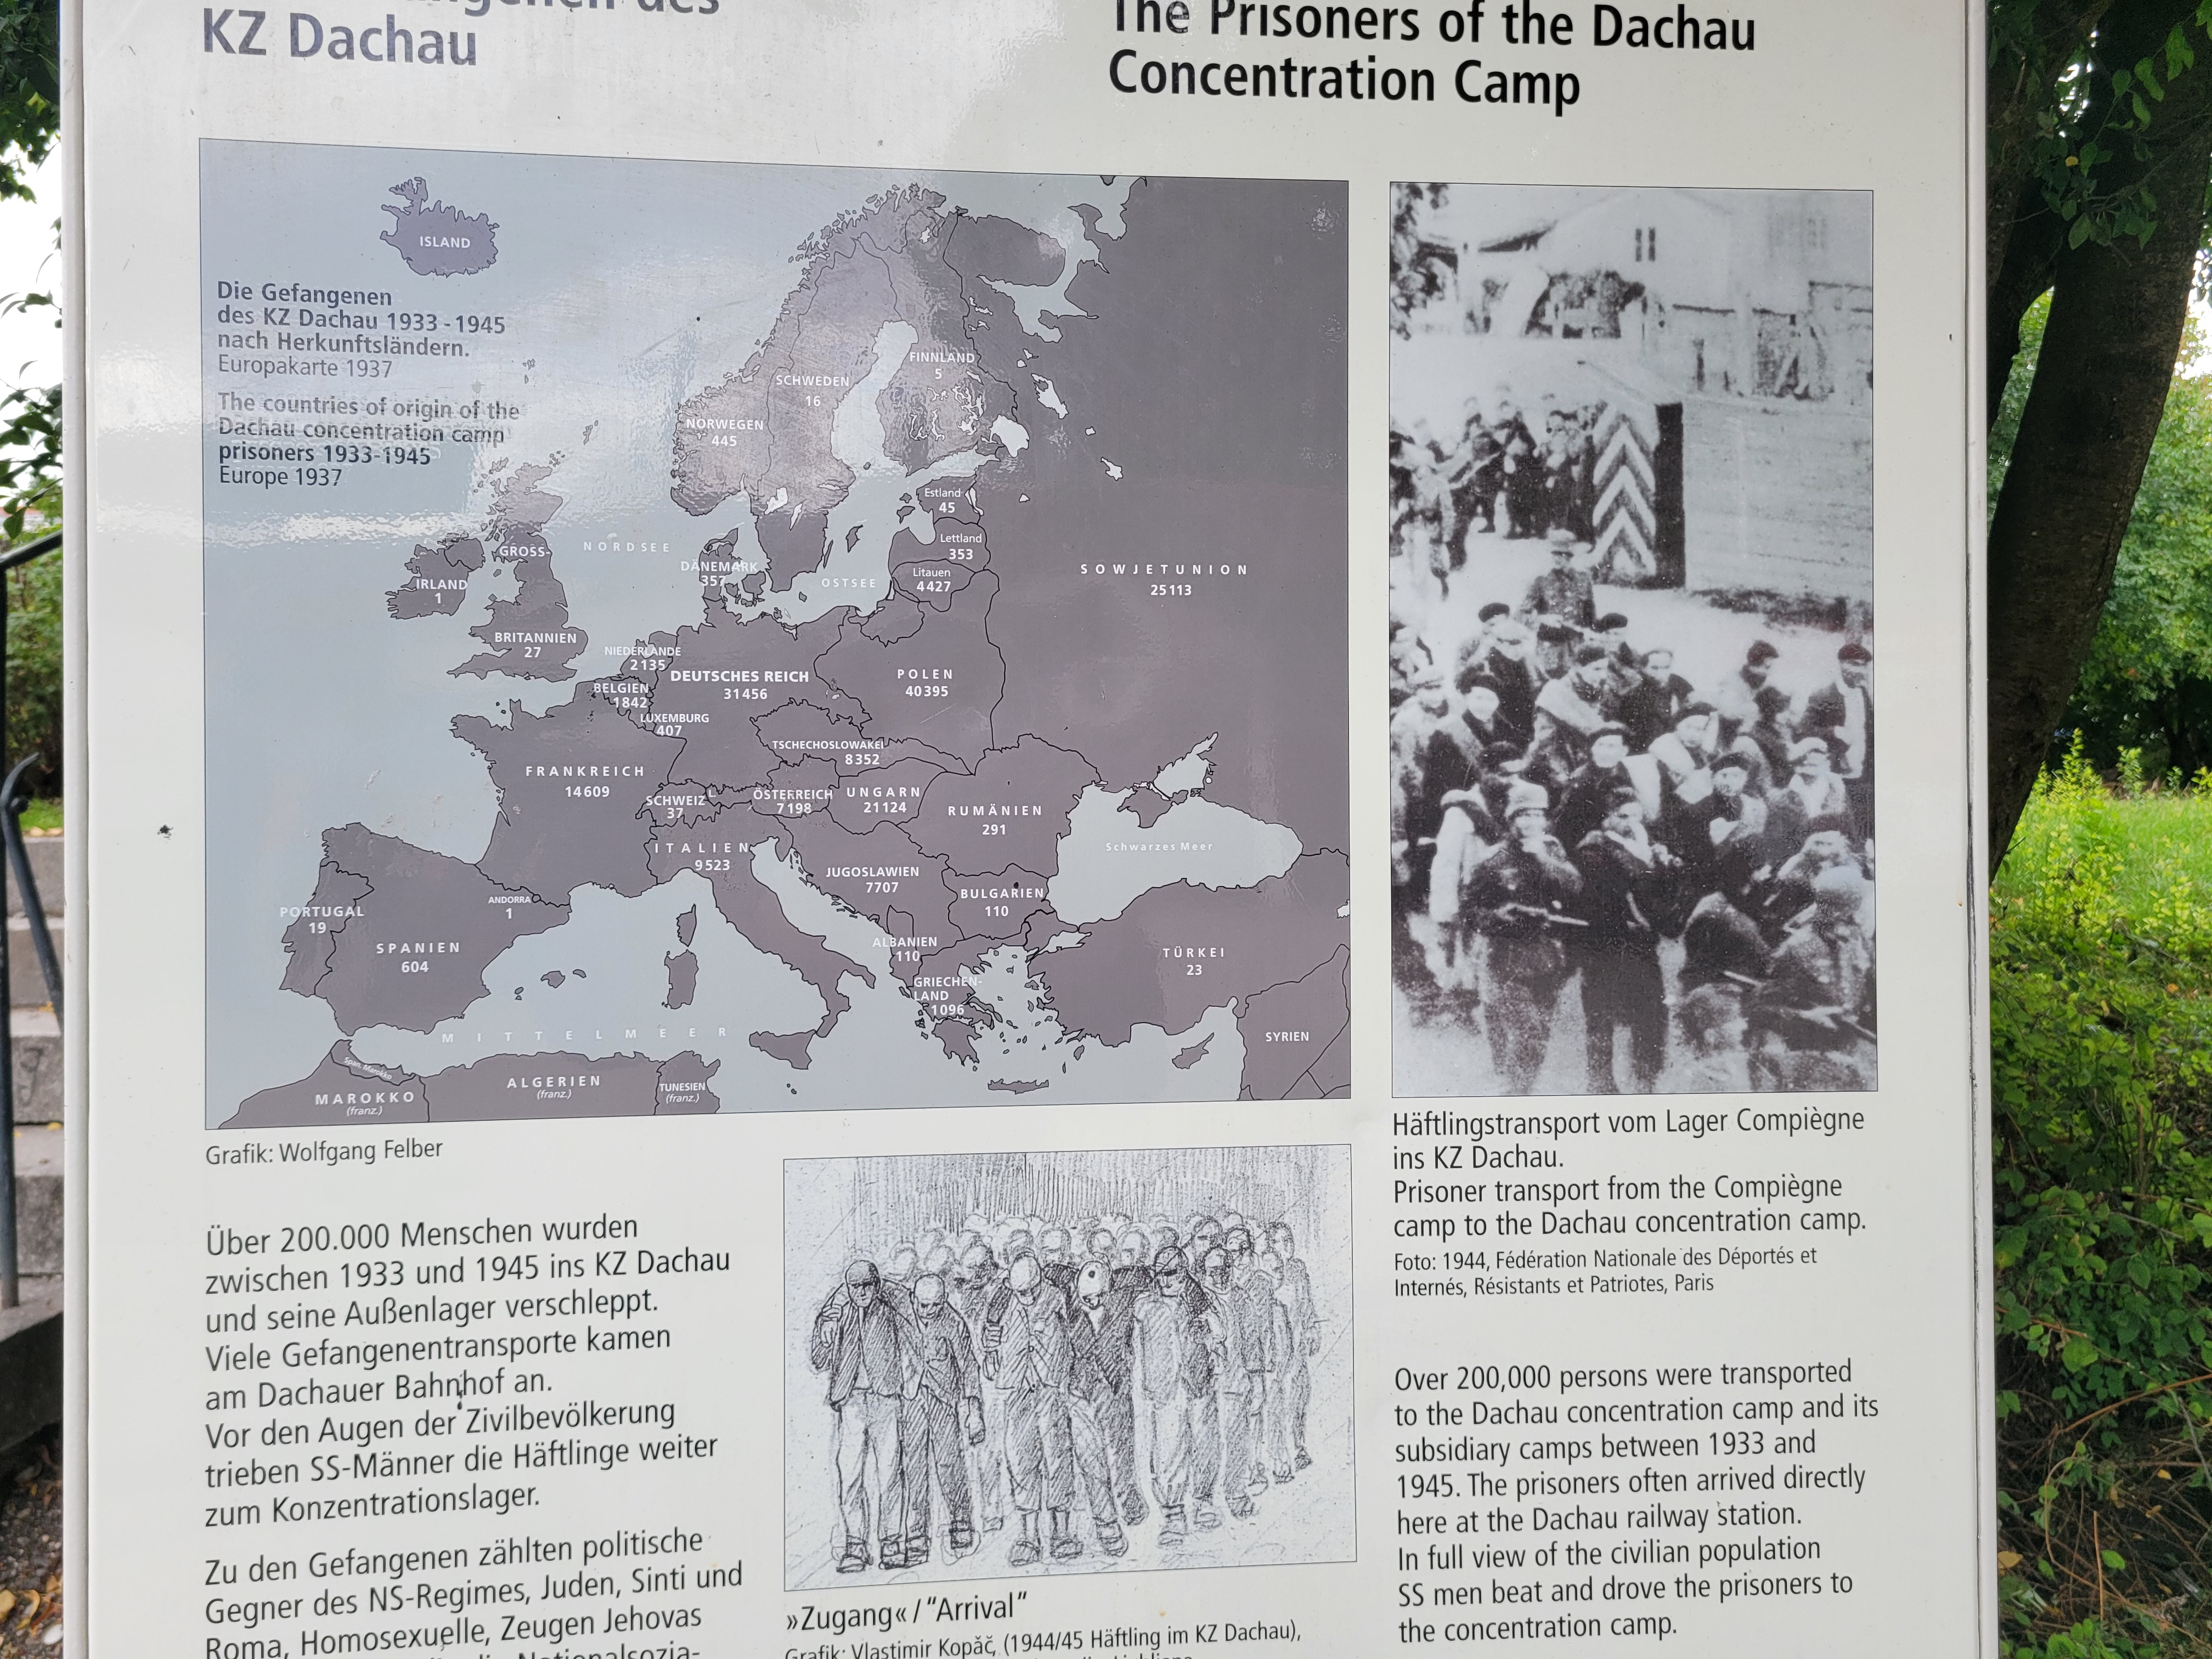 des
KZ Dachau
The Prisoners of the Dachau
Concentration Camp
ISLAND
Die Gefangenen
des KZ Dachau 1933 - 1945
nach Herkunftsländern.
Europakarte 1937
The countries of origin of the
Dachau concentration camp
prisoners 1933-1945
Europe 1937
FINNLAND
5
SCHWEDEN
16
NORWEGEN
445
Estland
45
Lettland
353
Litauen
4427
NORDSEE
DÄNEMARK
357
OSTSEE
SOWJETUNION
25113
GROSS-
BRITANNIEN
27
IRLAND
1
NIEDERLANDE
2135
BELGIEN
1842
LUXEMBURG
407
DEUTSCHES REICH
31456
POLEN
40395
TSCHECHOSLOWAKEI
8352
FRANKREICH
14609
SCHWEIZ
37
ÖSTERREICH
7198
UNGARN
21124
RUMÄNIEN
291
Schwarzes Meer
ITALIEN
9523
JUGOSLAWIEN
7707
BULGARIEN
110
ANDORRA
1
PORTUGAL
19
SPANIEN
604
ALBANIEN
110
GRIECHEN-
LAND
1096
TÜRKEI
23
SYRIEN
MITTELMEER
Span. Marokko
MAROKKO
(franz.)
ALGERIEN
(franz.)
TUNESIEN
(franz.)
Grafik: Wolfgang Felber
Häftlingstransport vom Lager Compiègne
ins KZ Dachau.
Prisoner transport from the Compiègne
camp to the Dachau concentration camp.
Foto: 1944, Fédération Nationale des Déportés et
Internés, Résistants et Patriotes, Paris
Über 200.000 Menschen wurden
zwischen 1933 und 1945 ins KZ Dachau
und seine Außenlager verschleppt.
Viele Gefangenentransporte kamen
am Dachauer Bahnhof an.
Vor den Augen der Zivilbevölkerung
trieben SS-Männer die Häftlinge weiter
zum Konzentrationslager.
Zu den Gefangenen zählten politische
Gegner des NS-Regimes, Juden, Sinti und
Roma, Homosexuelle, Zeugen Jehovas
»Zugang« / “Arrival”
Grafik: Vlastimir Kopăč, (1944/45 Häftling im KZ Dachau),
Over 200,000 persons were transported
to the Dachau concentration camp and its
subsidiary camps between 1933 and
1945. The prisoners often arrived directly
here at the Dachau railway station.
In full view of the civilian population
SS men beat and drove the prisoners to
the concentration camp.